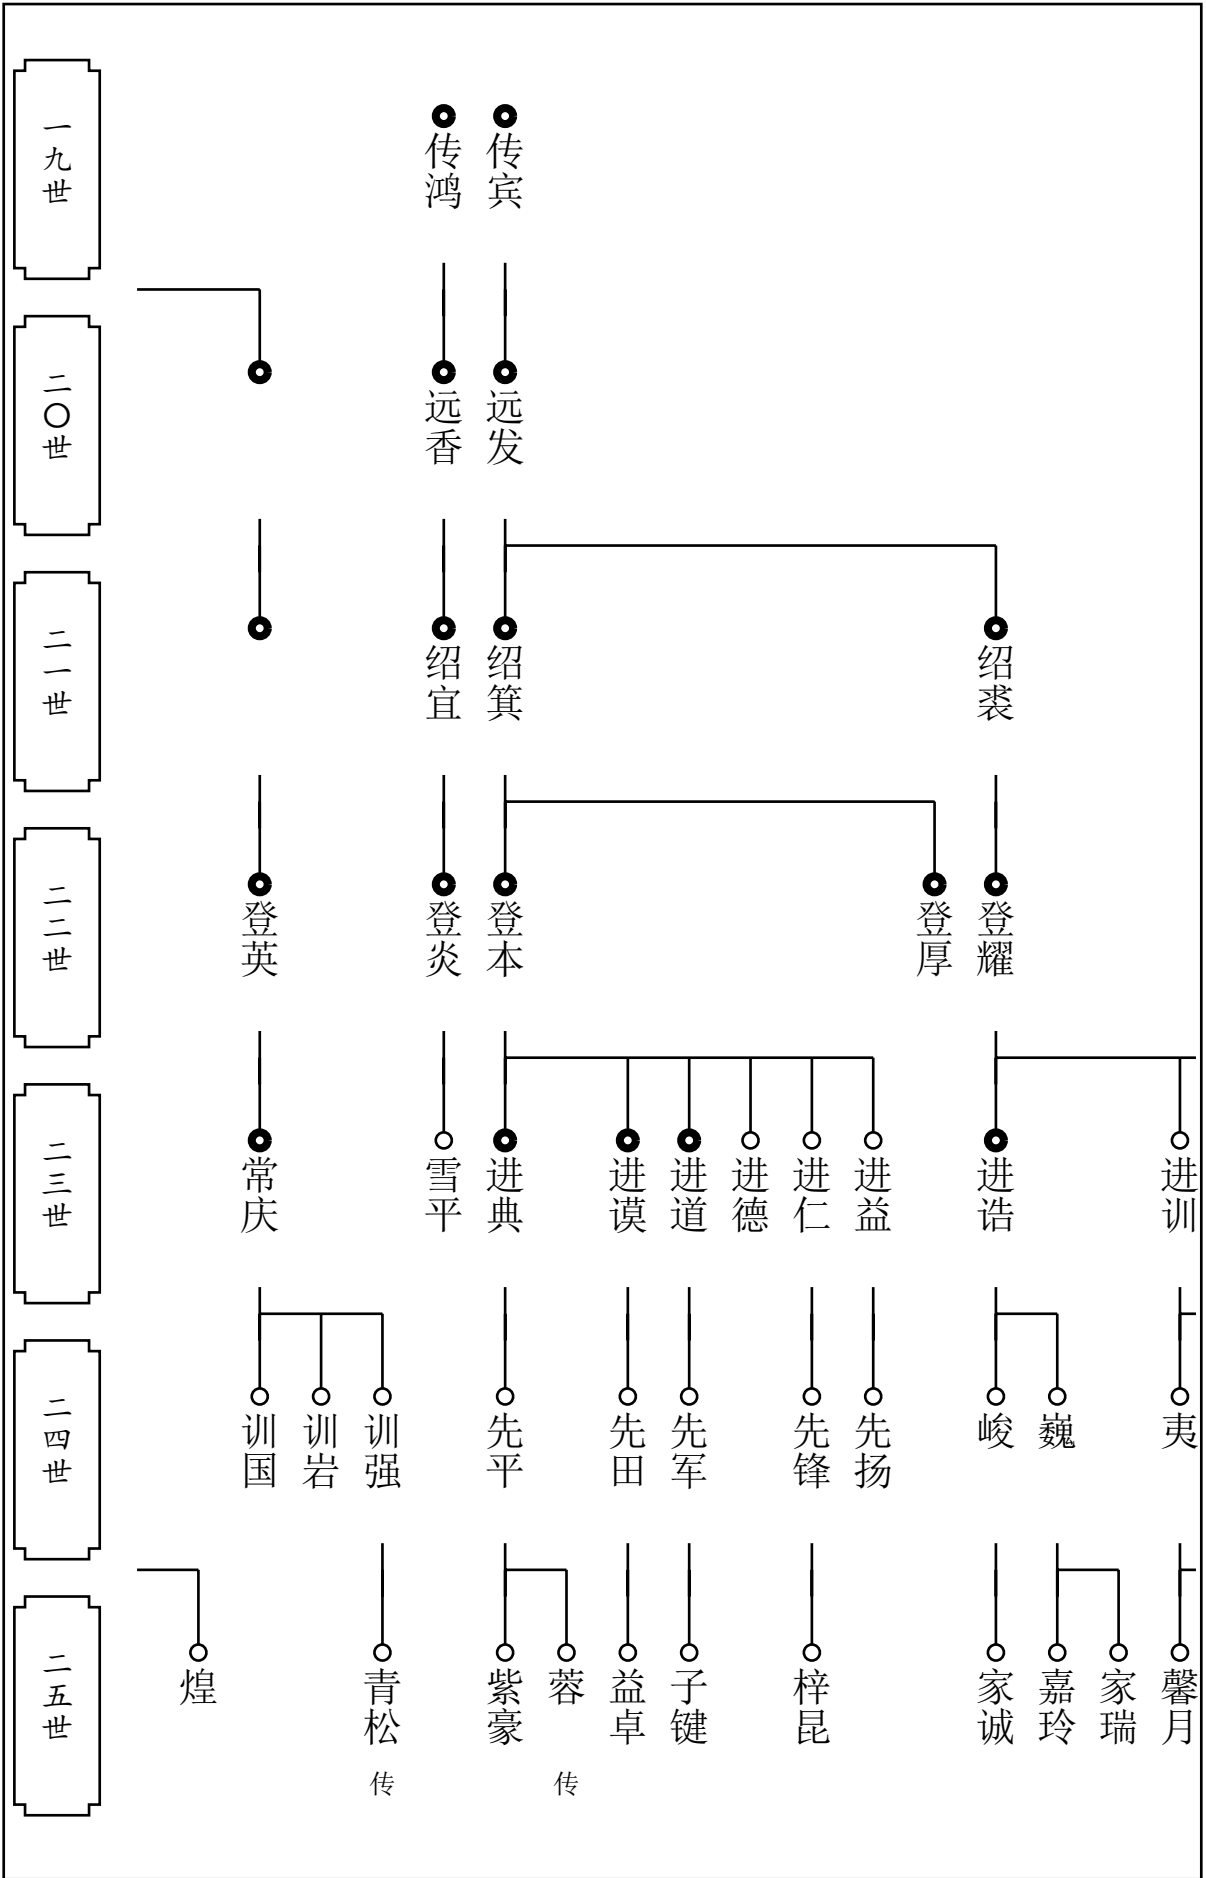 一九世
传鸿
传宾
二〇世
远香
远发
二一世
绍宜
绍箕
绍裘
二二世
登英
登炎
登本
登厚
登耀
二三世
常庆
雪平
进典
进谟
进道
进德
进仁
进益
进诰
进训
二四世
训国
训岩
训强
先平
先田
先军
先锋
先扬
峻
巍
夷
二五世
煌
青松
传
紫豪
蓉
传
益卓
子键
梓昆
家诚
嘉玲
家瑞
馨月